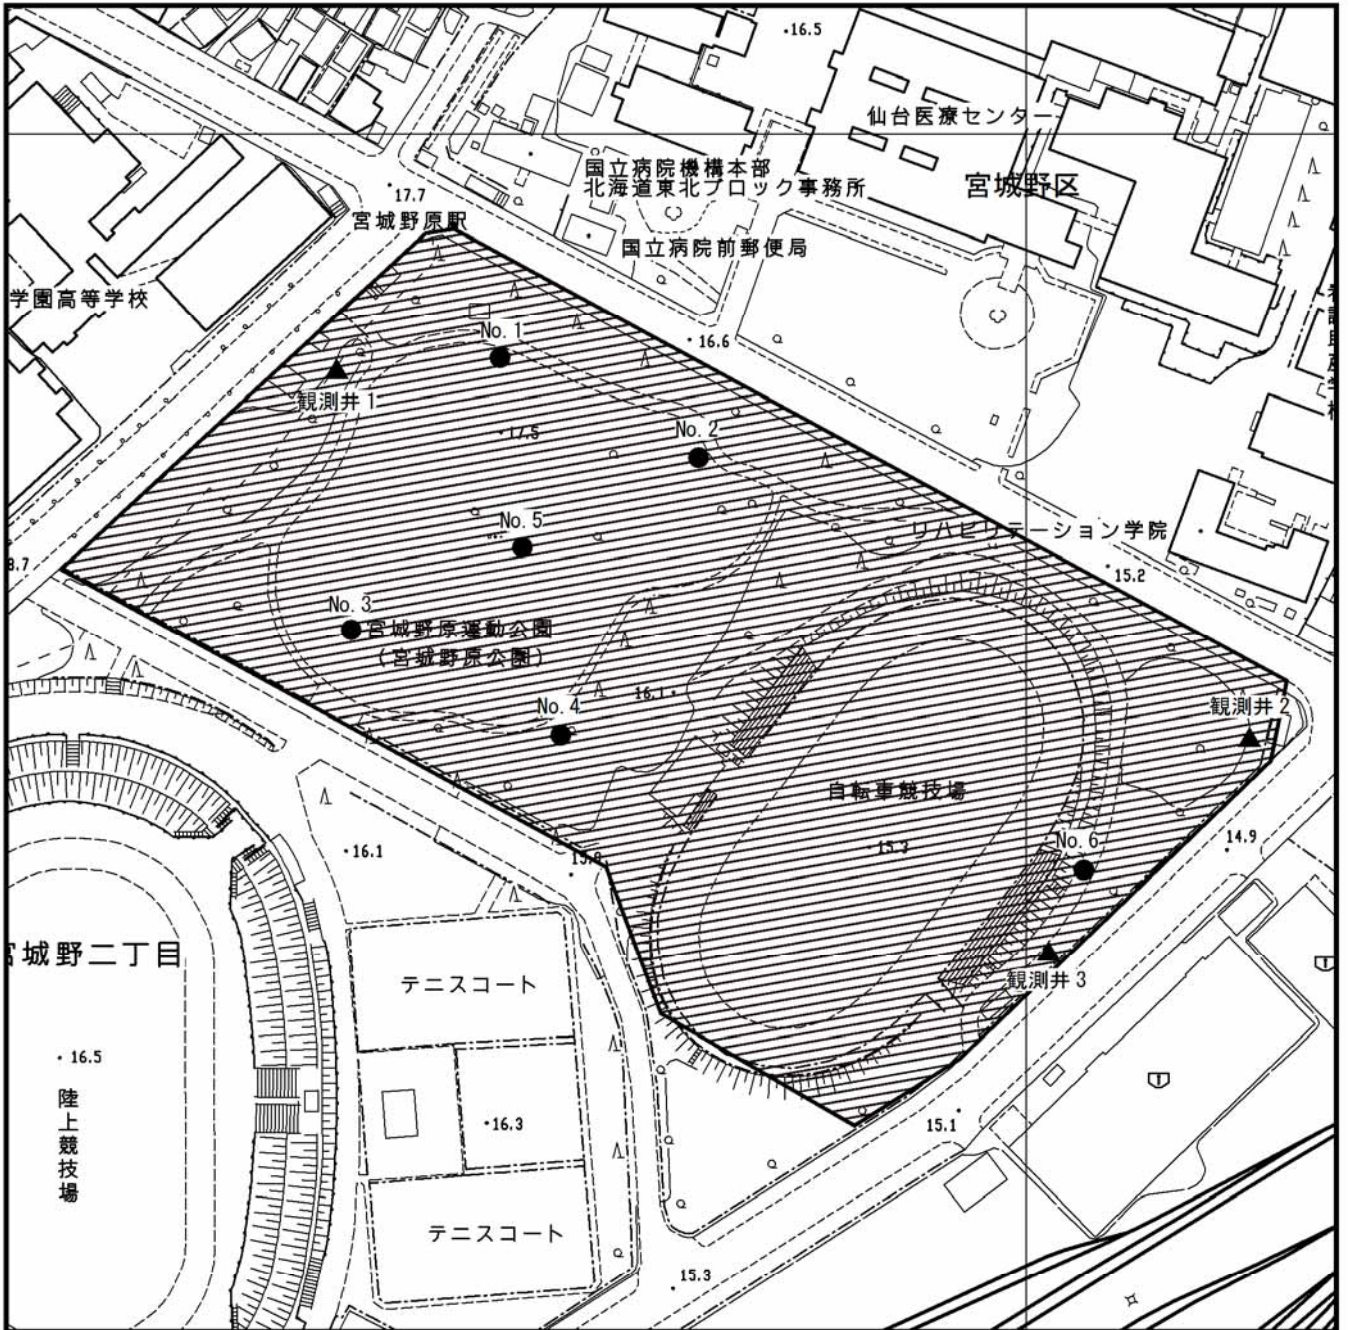 16.5
仙台医療センター
国立病院機構本部
北海道東北ブロック事務所
宮城野区
17.7
宮城野原駅
国立病院前郵便局
学園高等学校
No. 1
16.6
観測井 1
No. 2
17.5
No. 5
リハビリテーション学院
8.7
15.2
No. 3
宮城野原運動公園
(宮城野原公園)
16.1
観測井 2
No. 4
自転車競技場
No. 6
14.9
16.1
15.3
宮城野二丁目
テニスコート
観測井 3
16.5
陸上競技場
16.3
15.1
テニスコート
15.3